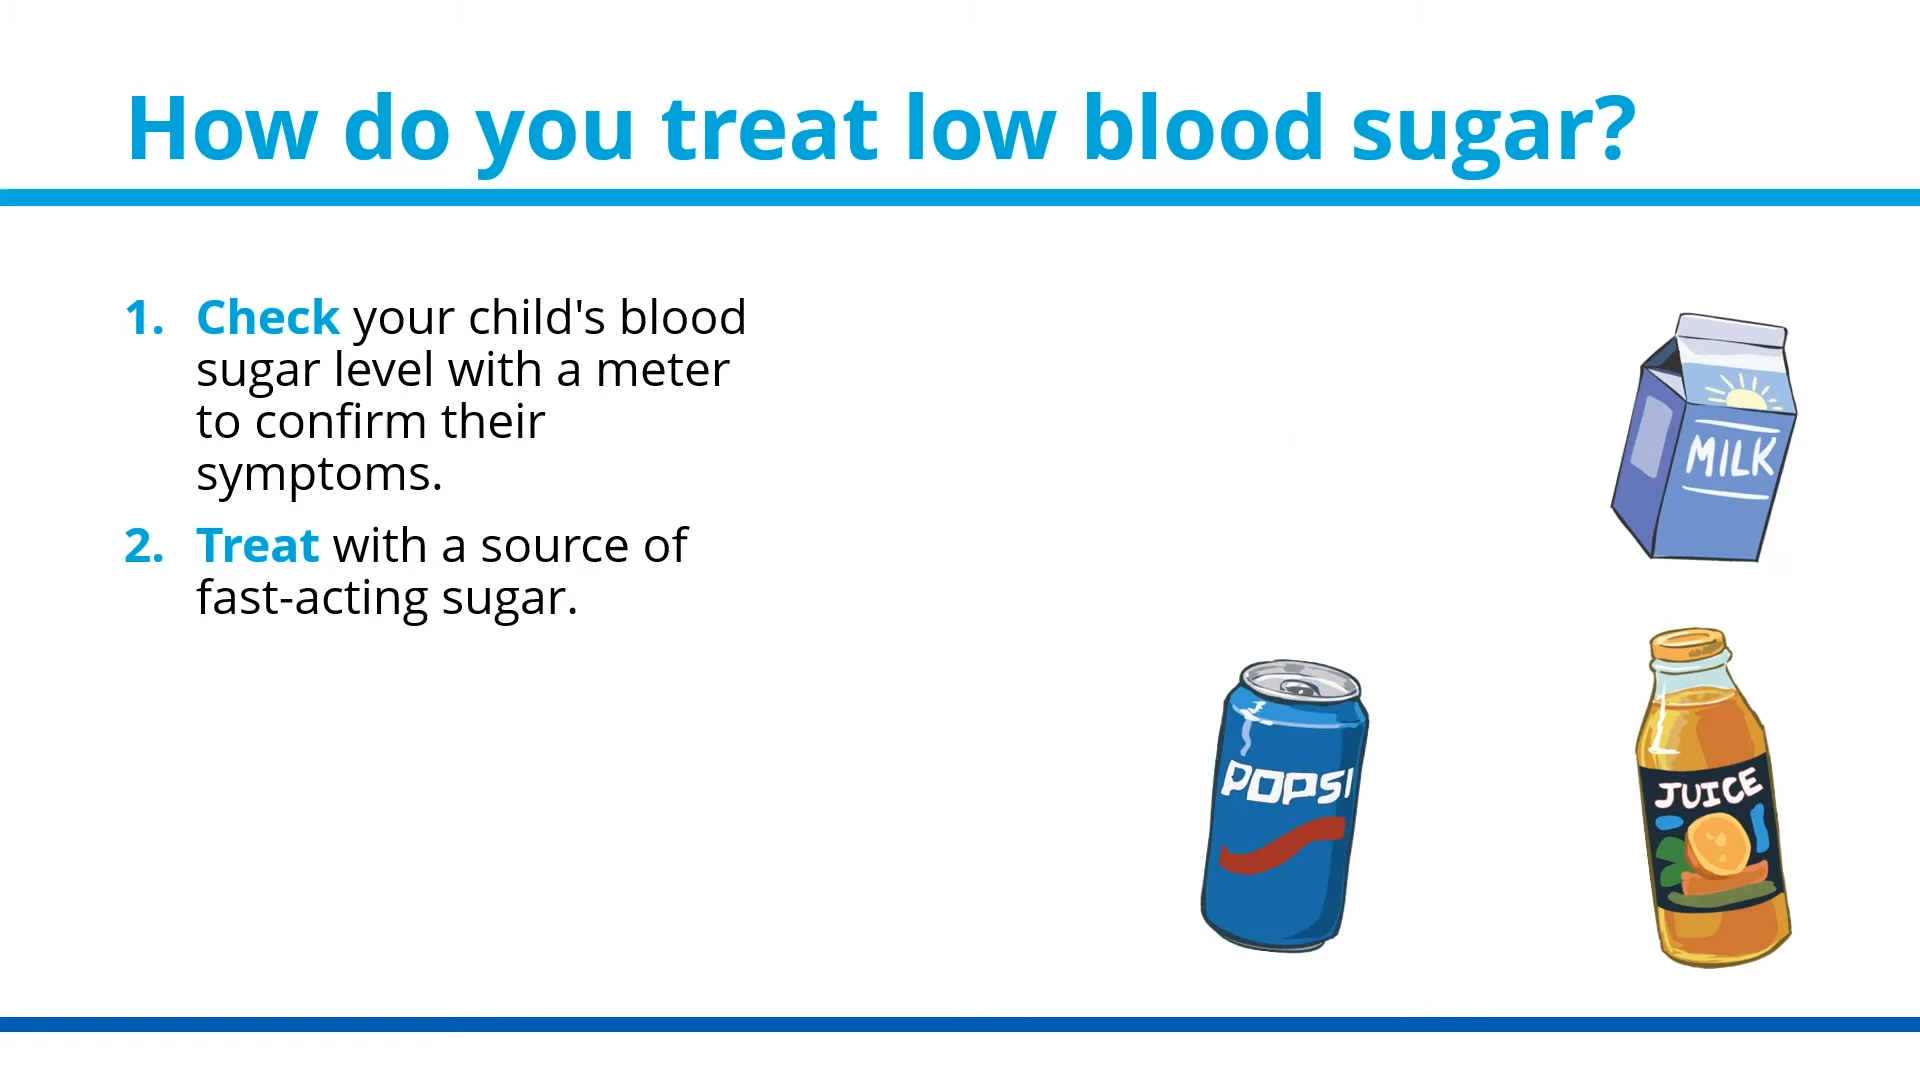 How do you treat low blood sugar?
1. Check your child's blood
sugar level with a meter
to confirm their
symptoms.
2. Treat with a source of
fast-acting sugar.
MILK
POPSI
JUICE